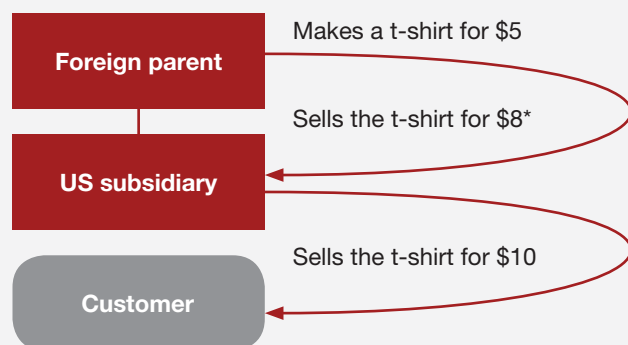 Makes a t-shirt for $5
Foreign parent
Sells the t-shirt for $8*
US subsidiary
Sells the t-shirt for $10
Customer